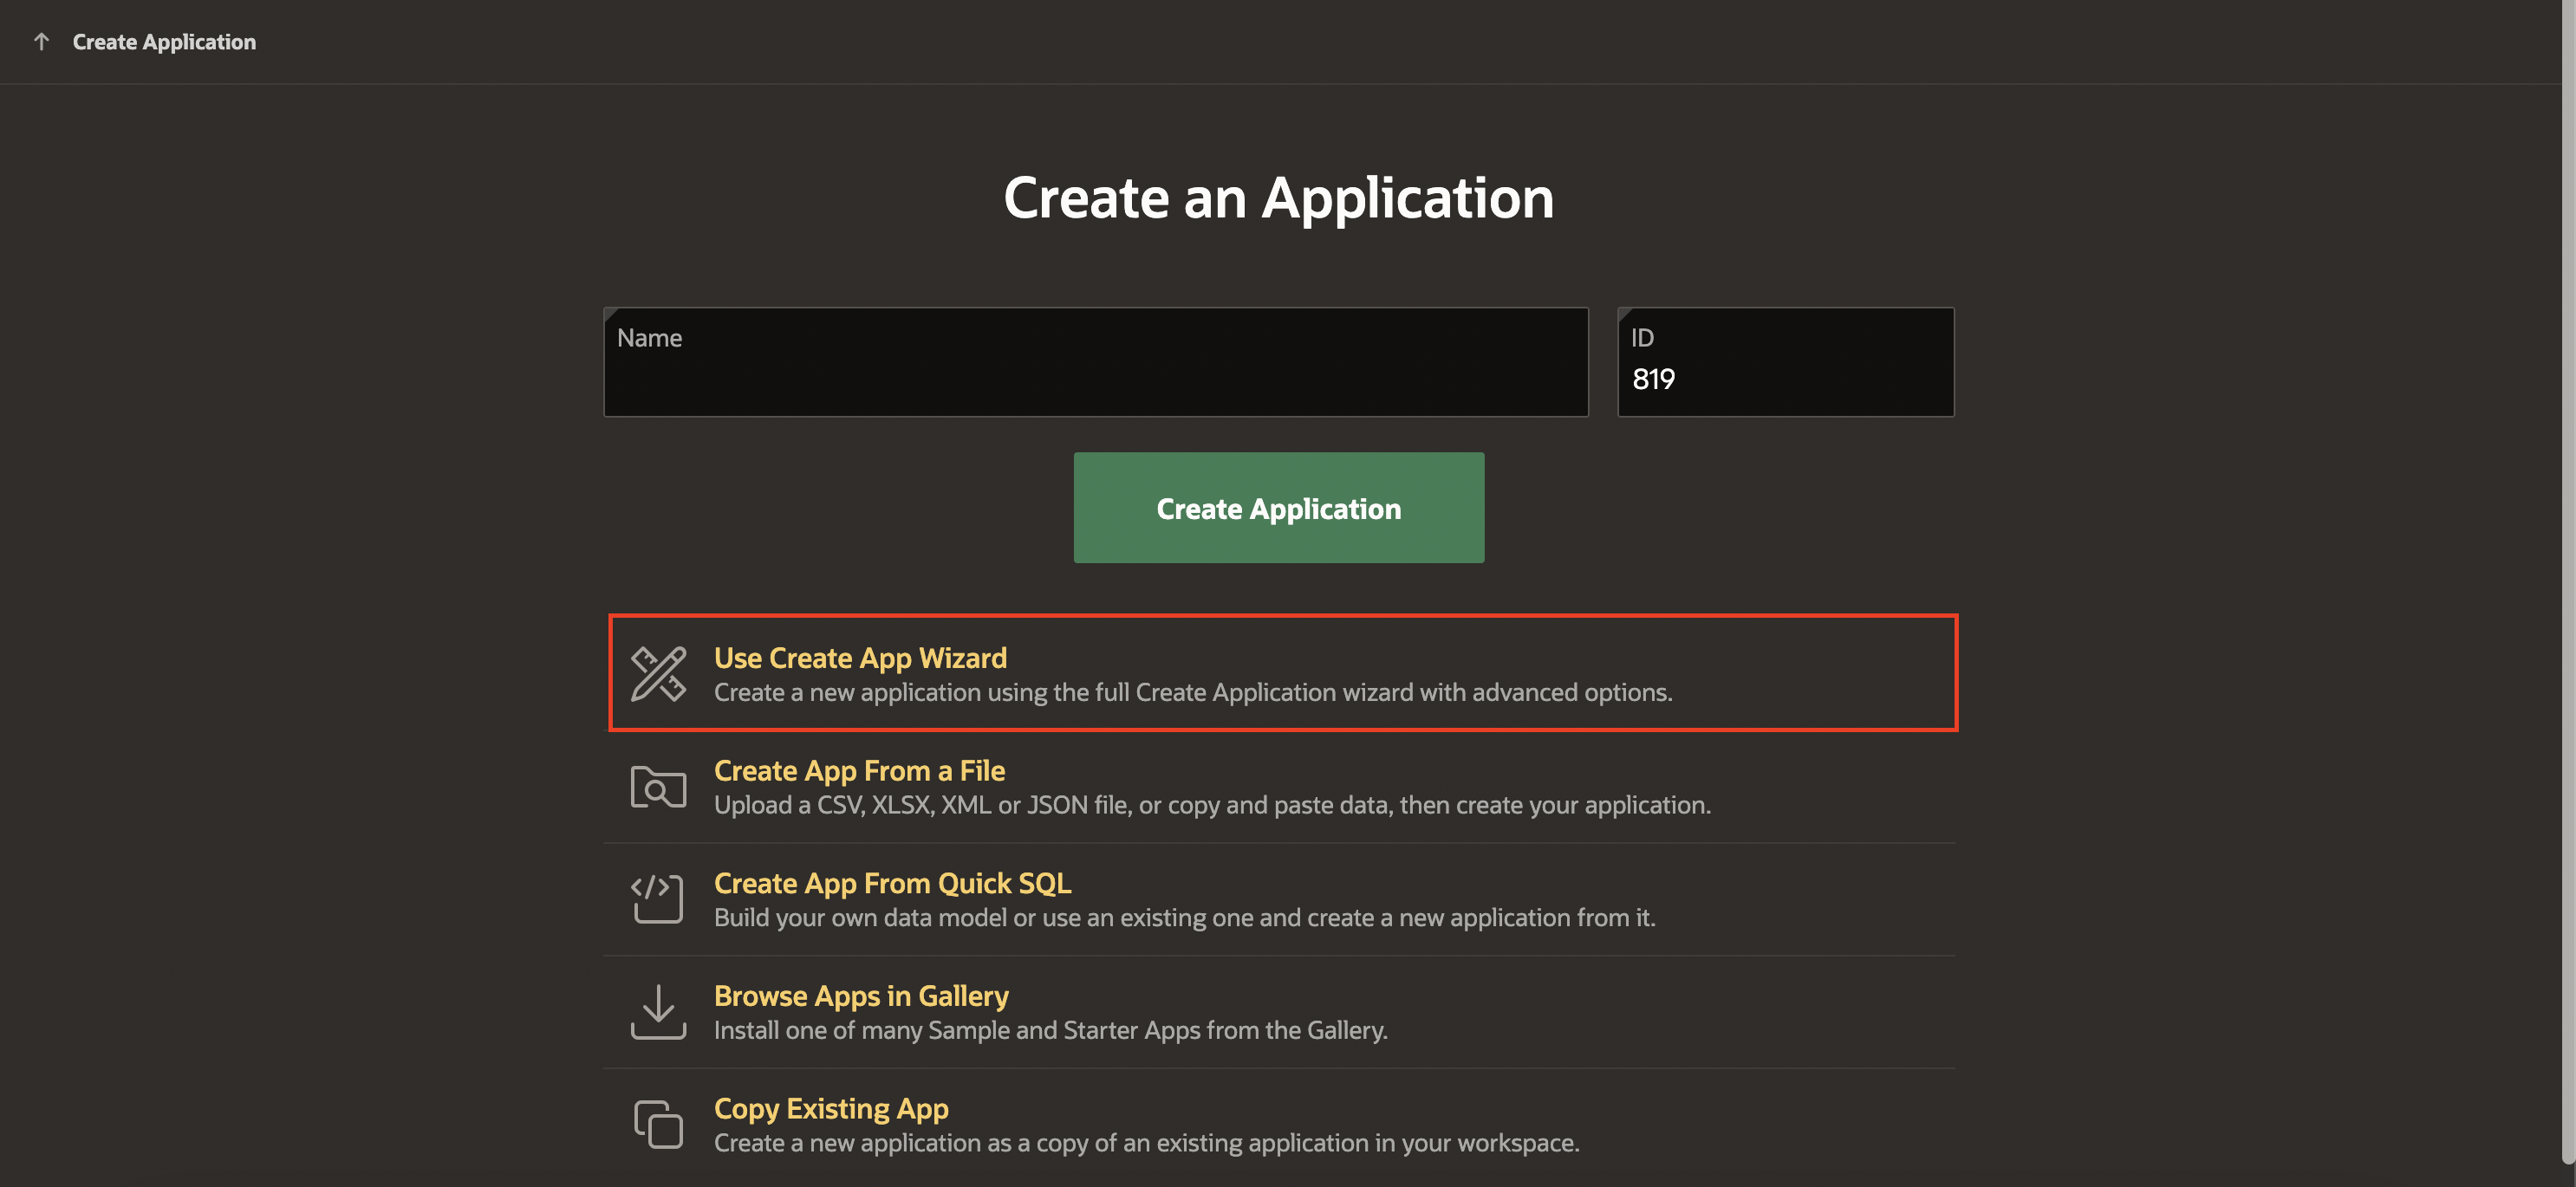 Create Application
Create an Application
Name
ID
819
Create Application
Use Create App Wizard
Create a new application using the full Create Application wizard with advanced options.
Create App From a File
Upload a CSV, XLSX, XML or JSON file, or copy and paste data, then create your application.
Create App From Quick SQL
Build your own data model or use an existing one and create a new application from it.
Browse Apps in Gallery
Install one of many Sample and Starter Apps from the Gallery.
Copy Existing App
Create a new application as a copy of an existing application in your workspace.